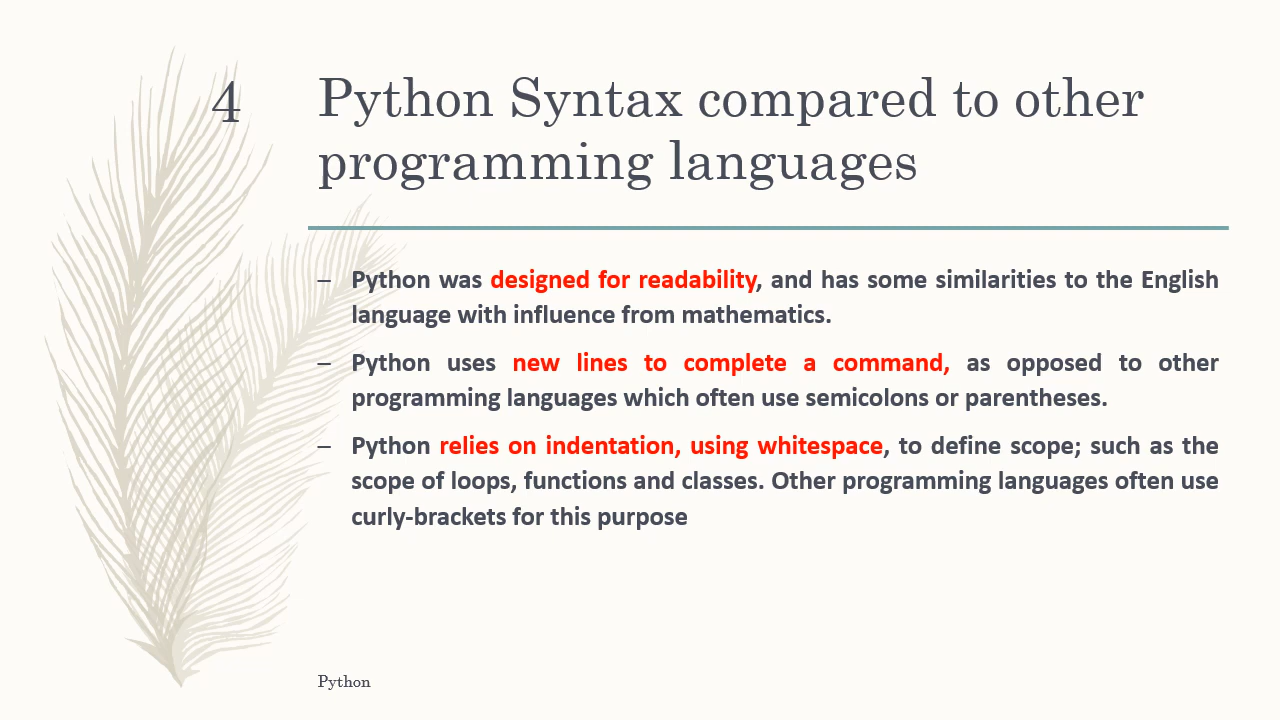 4
Python Syntax compared to other
programming languages
– Python was designed for readability, and has some similarities to the English
language with influence from mathematics.
– Python uses new lines to complete a command, as opposed to other
programming languages which often use semicolons or parentheses.
– Python relies on indentation, using whitespace, to define scope; such as the
scope of loops, functions and classes. Other programming languages often use
curly-brackets for this purpose
Python